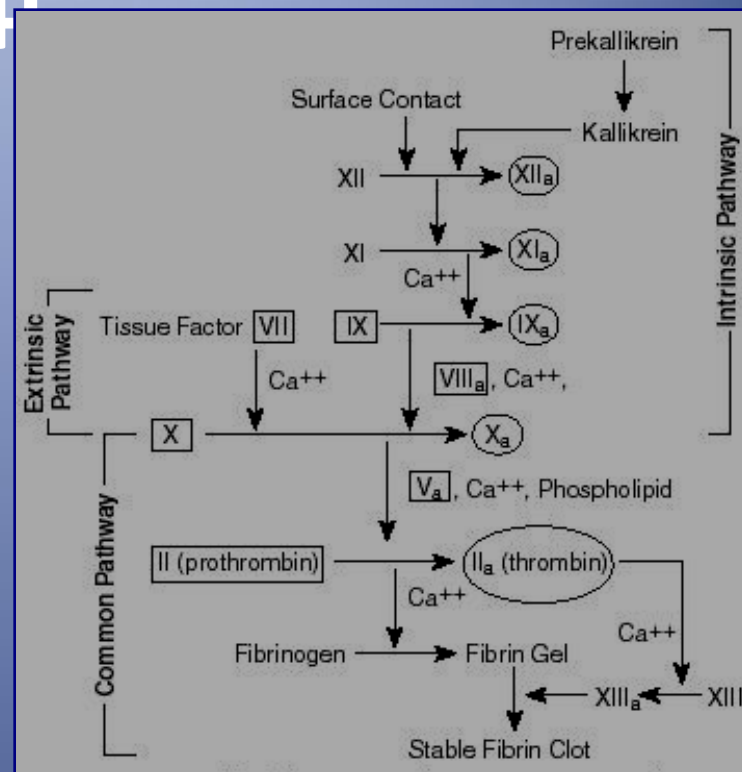 Prekallikrein
Surface Contact
Kallikrein
XII
XIIa
XI
XIa
Ca++
Tissue Factor VII
IX
IXa
Ca++
VIIIa, Ca++,
X
Xa
Va, Ca++, Phospholipid
II (prothrombin)
IIa (thrombin)
Ca++
Ca++
Fibrinogen
Fibrin Gel
XIIIa
XIII
Stable Fibrin Clot
Intrinsic Pathway
Extrinsic
Pathway
Common Pathway